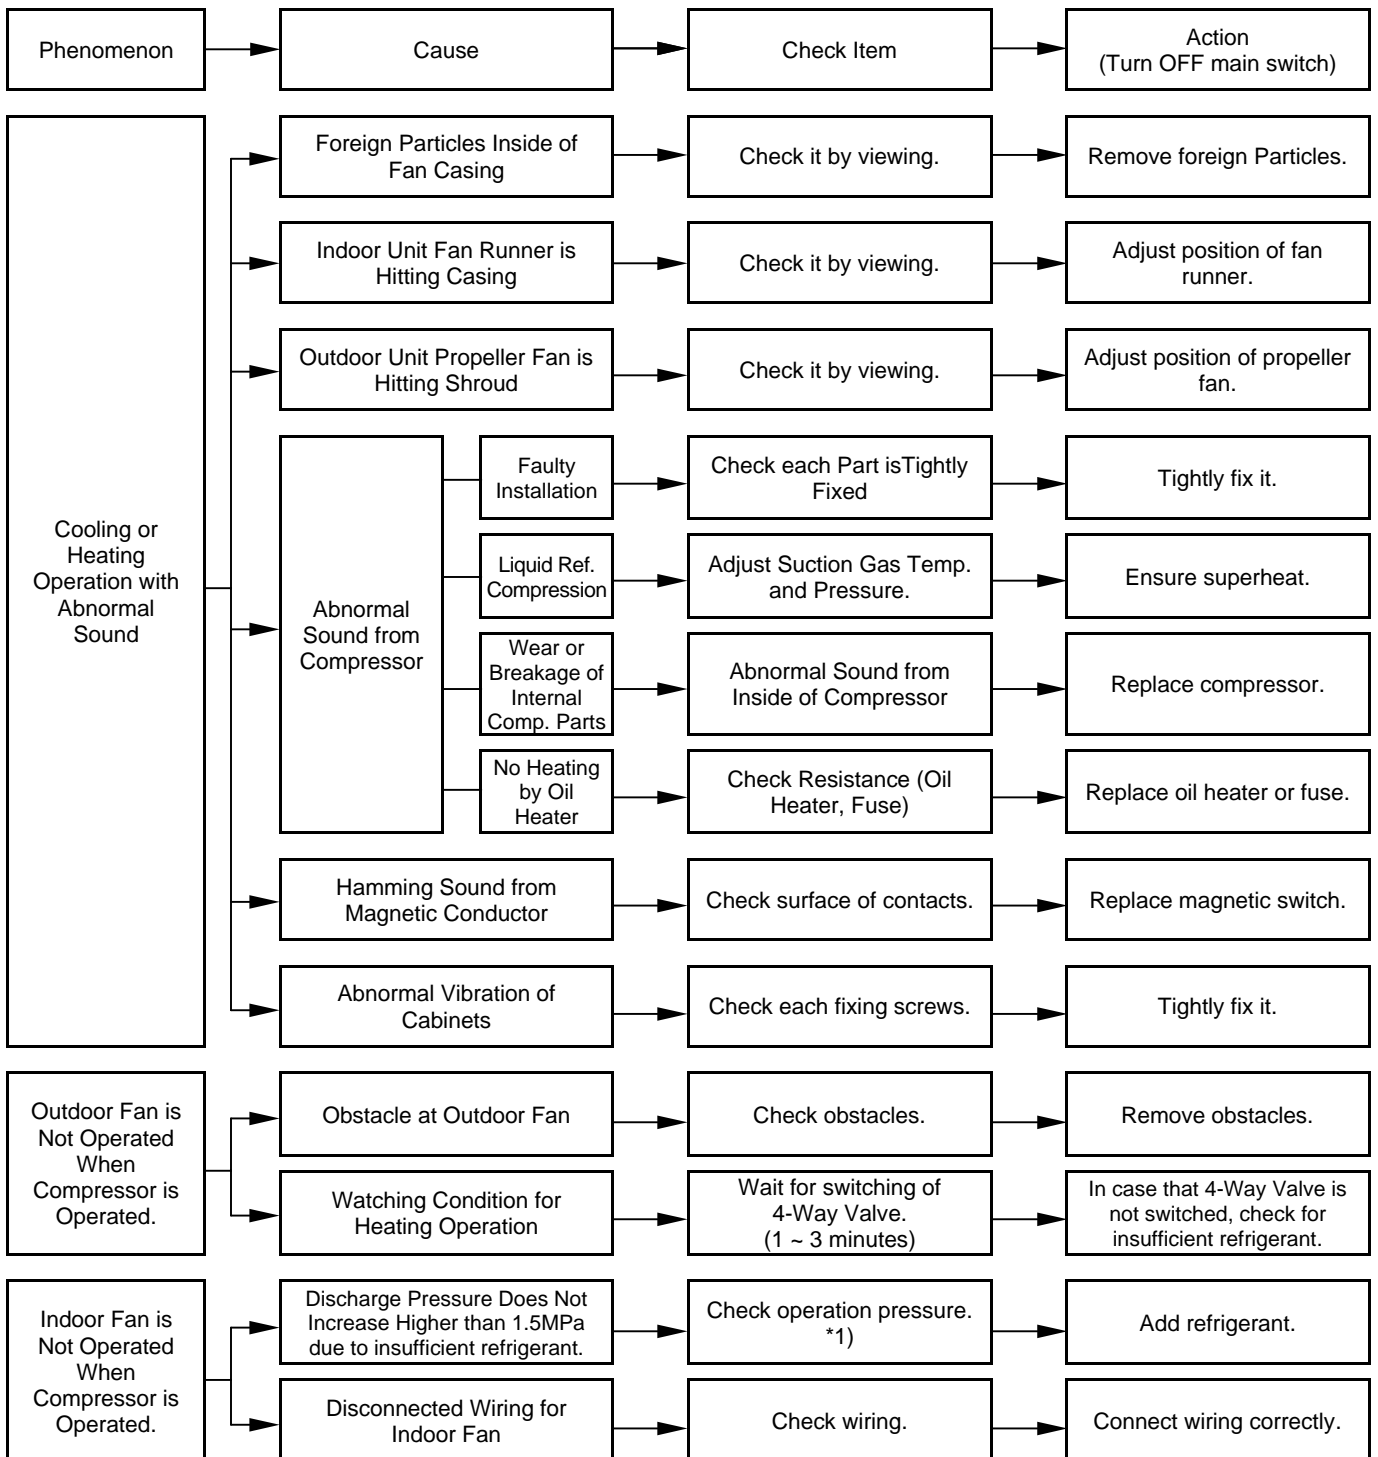 Phenomenon
Cause
Check Item
Action
(Turn OFF main switch)
Cooling or
Heating
Operation with
Abnormal
Sound
Foreign Particles Inside of
Fan Casing
Check it by viewing.
Remove foreign Particles.
Indoor Unit Fan Runner is
Hitting Casing
Check it by viewing.
Adjust position of fan
runner.
Outdoor Unit Propeller Fan is
Hitting Shroud
Check it by viewing.
Adjust position of propeller
fan.
Abnormal
Sound from
Compressor
Faulty
Installation
Check each Part isTightly
Fixed
Tightly fix it.
Liquid Ref.
Compression
Adjust Suction Gas Temp.
and Pressure.
Ensure superheat.
Wear or
Breakage of
Internal
Comp. Parts
Abnormal Sound from
Inside of Compressor
Replace compressor.
No Heating
by Oil
Heater
Check Resistance (Oil
Heater, Fuse)
Replace oil heater or fuse.
Hamming Sound from
Magnetic Conductor
Check surface of contacts.
Replace magnetic switch.
Abnormal Vibration of
Cabinets
Check each fixing screws.
Tightly fix it.
Outdoor Fan is
Not Operated
When
Compressor is
Operated.
Obstacle at Outdoor Fan
Check obstacles.
Remove obstacles.
Watching Condition for
Heating Operation
Wait for switching of
4-Way Valve.
(1 ~ 3 minutes)
In case that 4-Way Valve is
not switched, check for
insufficient refrigerant.
Indoor Fan is
Not Operated
When
Compressor is
Operated.
Discharge Pressure Does Not
Increase Higher than 1.5MPa
due to insufficient refrigerant.
Check operation pressure.
*1)
Add refrigerant.
Disconnected Wiring for
Indoor Fan
Check wiring.
Connect wiring correctly.